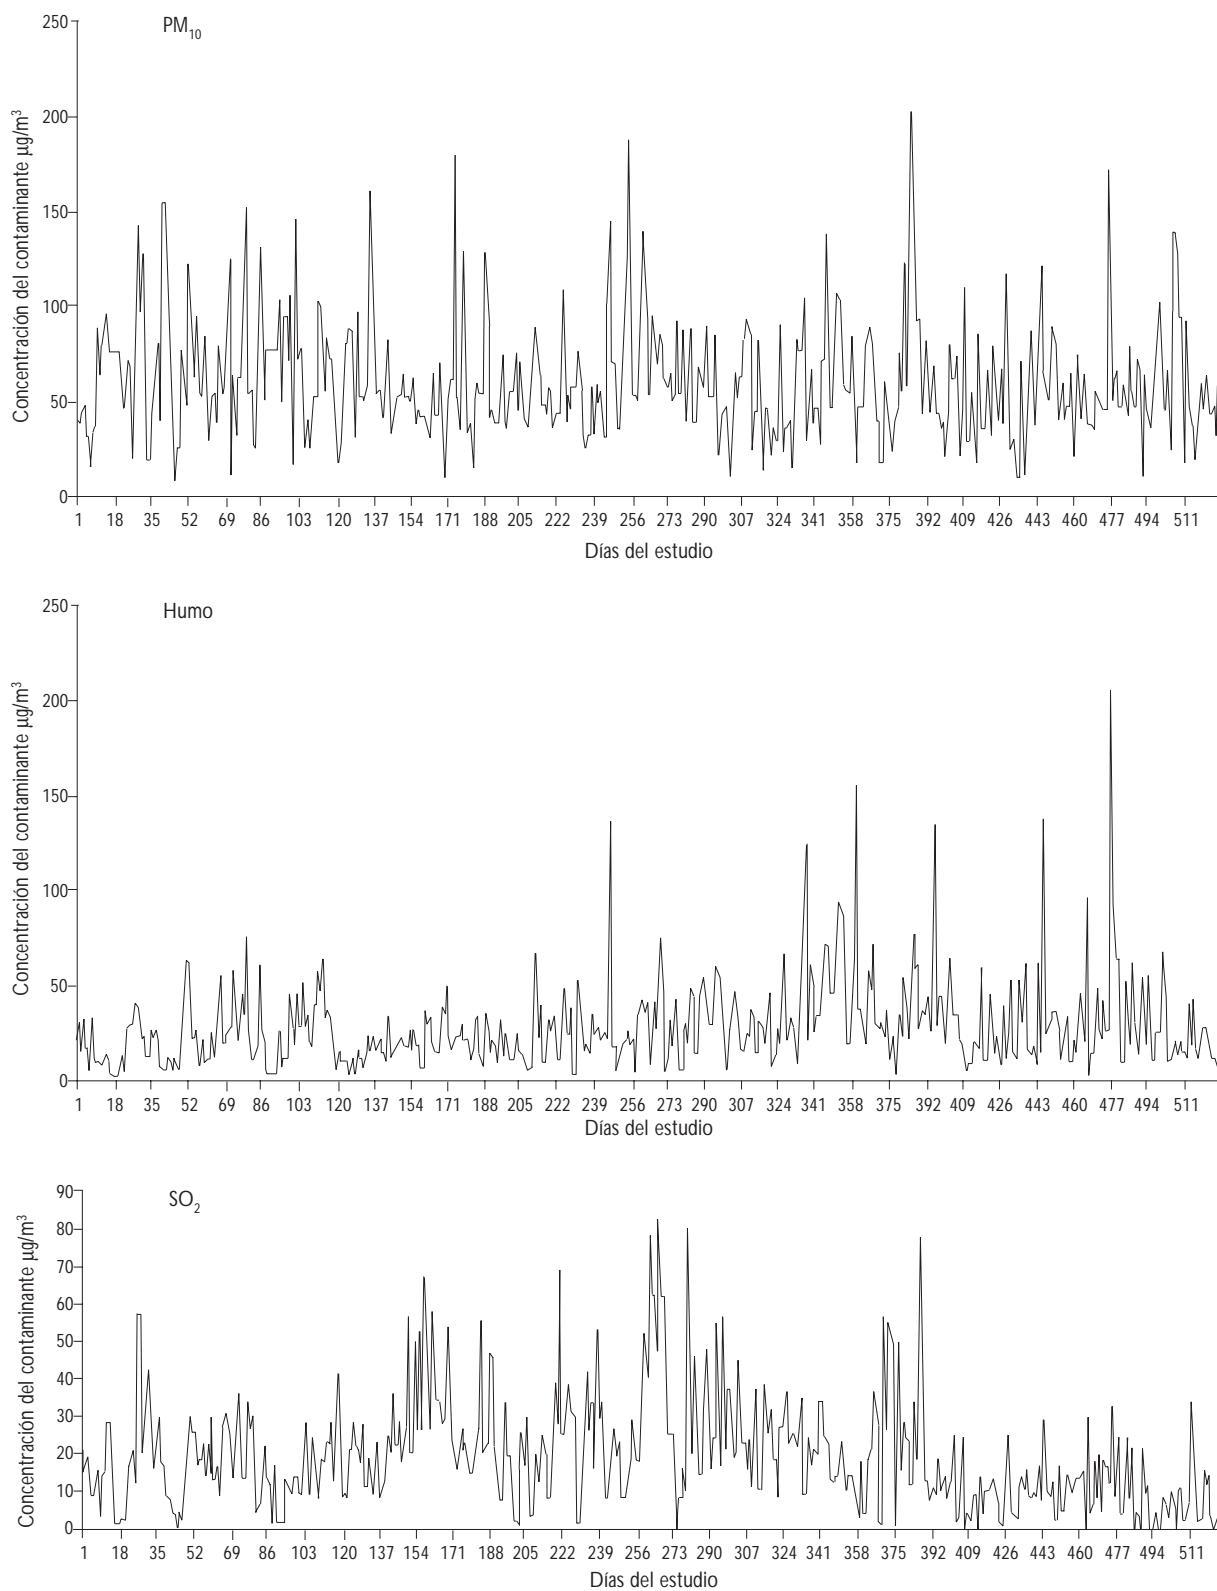 PM10
Concentración del contaminante µg/m³
250
200
150
100
50
0
1 18 35 52 69 86 103 120 137 154 171 188 205 222 239 256 273 290 307 324 341 358 375 392 409 426 443 460 477 494 511
Días del estudio
Humo
Concentración del contaminante µg/m³
250
200
150
100
50
0
1 18 35 52 69 86 103 120 137 154 171 188 205 222 239 256 273 290 307 324 341 358 375 392 409 426 443 460 477 494 511
Días del estudio
SO2
Concentración del contaminante µg/m³
90
80
70
60
50
40
30
20
10
0
1 18 35 52 69 86 103 120 137 154 171 188 205 222 239 256 273 290 307 324 341 358 375 392 409 426 443 460 477 494 511
Días del estudio